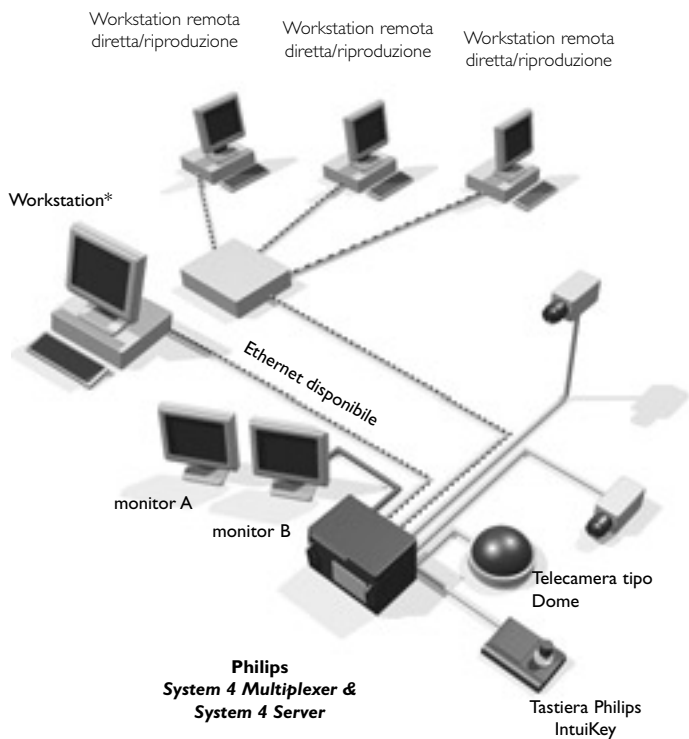 Workstation remota
diretta/riproduzione
Workstation remota
diretta/riproduzione
Workstation remota
diretta/riproduzione
Workstation*
Ethernet disponibile
monitor A
monitor B
Telecamera tipo
Dome
Philips
System 4 Multiplexer &
System 4 Server
Tastiera Philips
IntuiKey